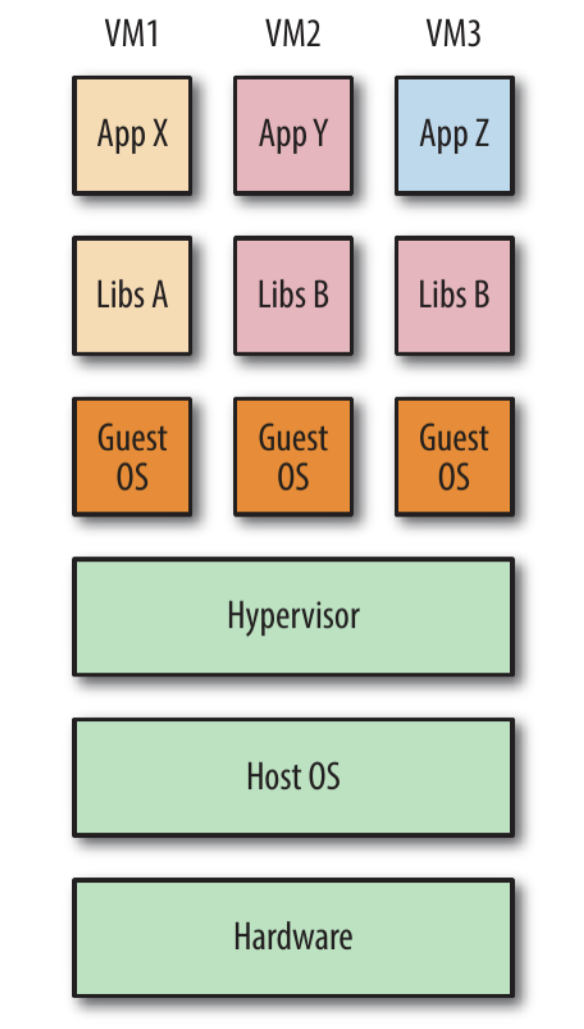 VM1 VM2 VM3
App X App Y App Z
Libs A Libs B Libs B
Guest OS Guest OS Guest OS
Hypervisor
Host OS
Hardware